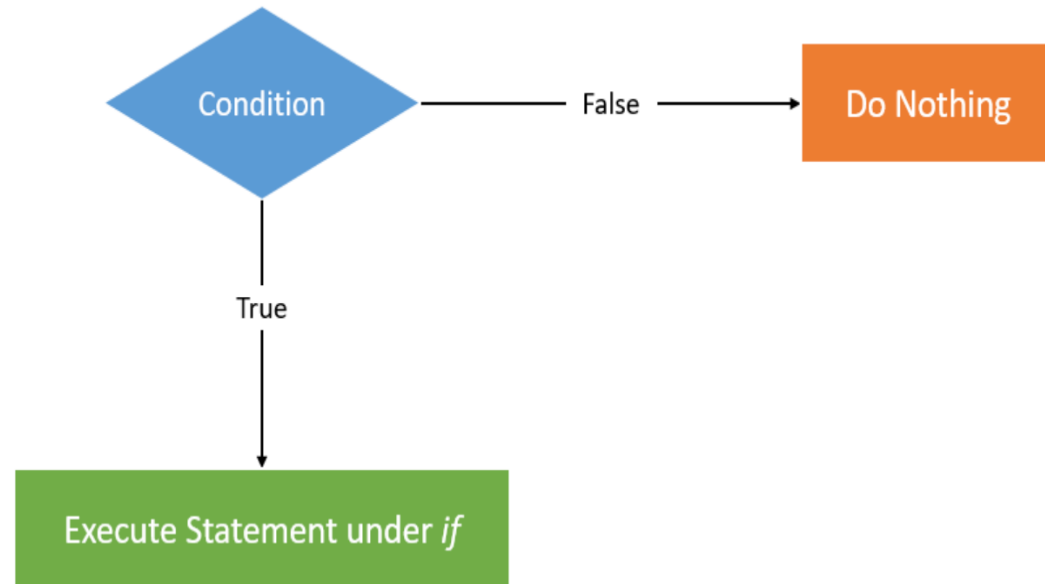 Condition
False
Do Nothing
True
Execute Statement under if